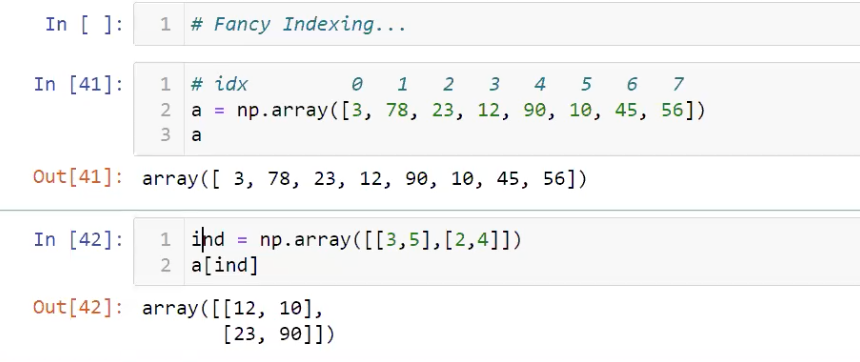 In [ ]: 1 # Fancy Indexing...
In [41]: 1 # idx 0 1 2 3 4 5 6 7
2 a = np.array([3, 78, 23, 12, 90, 10, 45, 56])
3 a
Out[41]: array([ 3, 78, 23, 12, 90, 10, 45, 56])
In [42]: 1 ind = np.array([[3,5],[2,4]])
2 a[ind]
Out[42]: array([[12, 10],
[23, 90]])